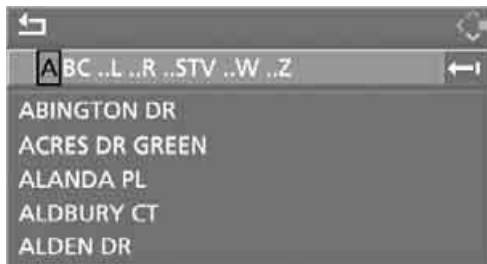 ABC ..L ..R ..STV ..W ..Z
ABINGTON DR
ACRES DR GREEN
ALANDA PL
ALDBURY CT
ALDEN DR